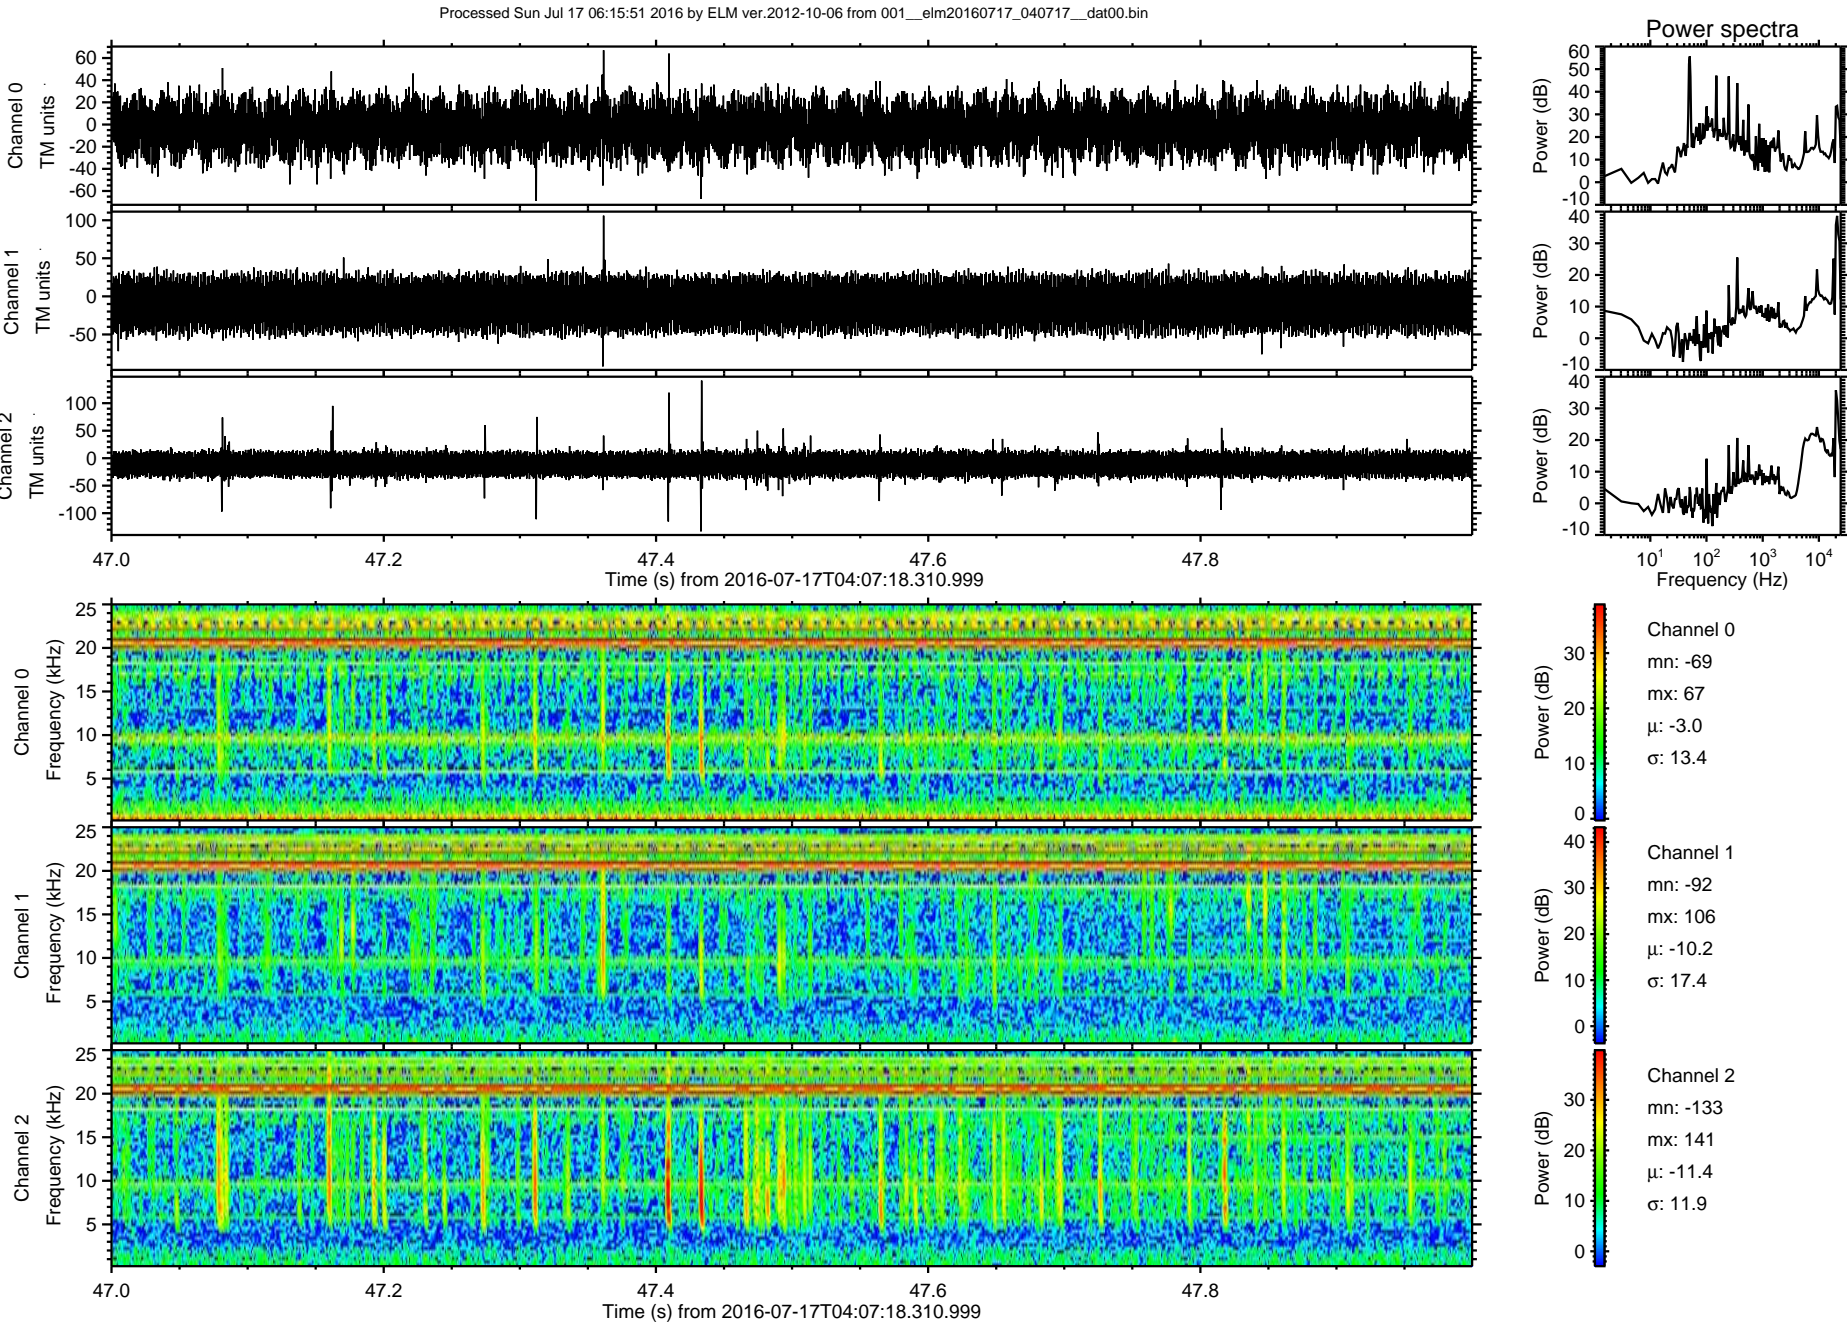 Processed Sun Jul 17 06:15:51 2016 by ELM ver.2012-10-06 from 001__elm20160717_040717__dat00.bin
Power spectra
Channel 0
TM units
60
40
20
0
-20
-40
-60
Power (dB)
60
50
40
30
20
10
0
-10
Channel 1
TM units
100
50
0
-50
Power (dB)
40
30
20
10
0
-10
Channel 2
TM units
100
50
0
-50
-100
Power (dB)
40
30
20
10
0
-10
47.0 47.2 47.4 47.6 47.8
Time (s) from 2016-07-17T04:07:18.310.999
10¹ 10² 10³ 10⁴
Frequency (Hz)
Channel 0
Frequency (kHz)
25
20
15
10
5
Power (dB)
30
20
10
0
Channel 0
mn: -69
mx: 67
μ: -3.0
σ: 13.4
Channel 1
Frequency (kHz)
25
20
15
10
5
Power (dB)
40
30
20
10
0
Channel 1
mn: -92
mx: 106
μ: -10.2
σ: 17.4
Channel 2
Frequency (kHz)
25
20
15
10
5
Power (dB)
30
20
10
0
Channel 2
mn: -133
mx: 141
μ: -11.4
σ: 11.9
47.0 47.2 47.4 47.6 47.8
Time (s) from 2016-07-17T04:07:18.310.999